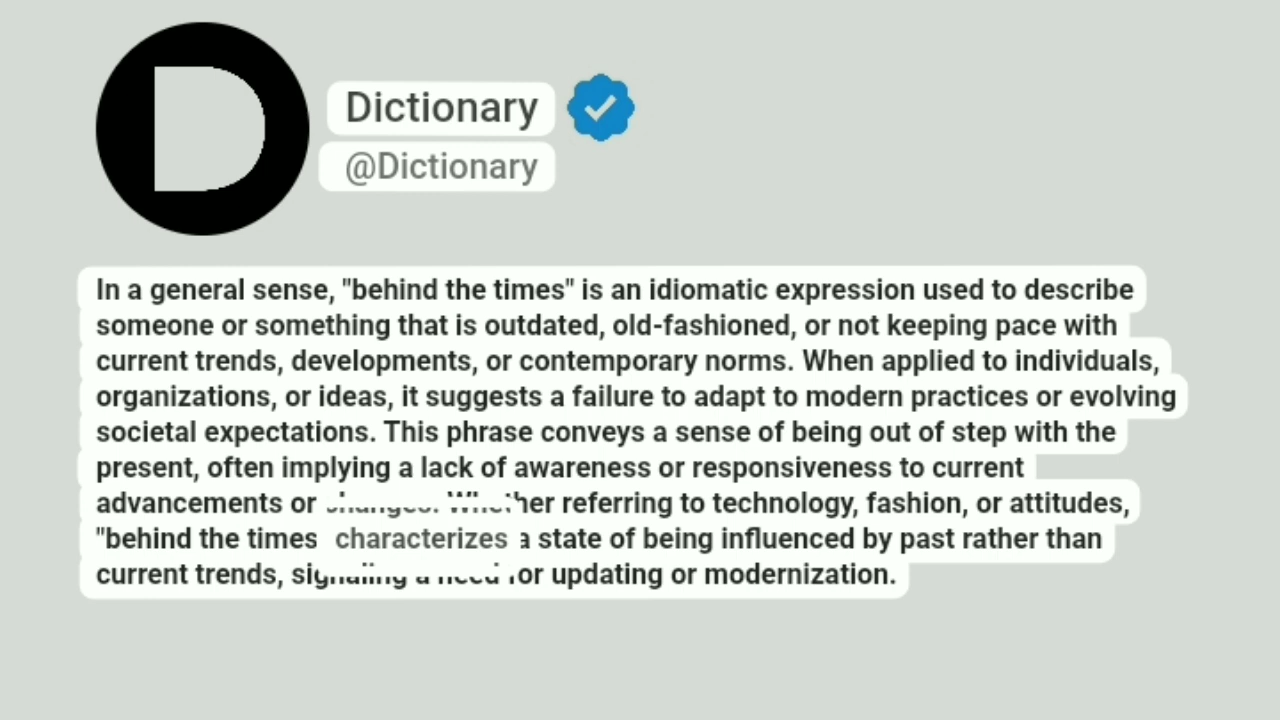 Dictionary
@Dictionary
In a general sense, "behind the times" is an idiomatic expression used to describe
someone or something that is outdated, old-fashioned, or not keeping pace with
current trends, developments, or contemporary norms. When applied to individuals,
organizations, or ideas, it suggests a failure to adapt to modern practices or evolving
societal expectations. This phrase conveys a sense of being out of step with the
present, often implying a lack of awareness or responsiveness to current
advancements or changes. Whether referring to technology, fashion, or attitudes,
"behind the times characterizes a state of being influenced by past rather than
current trends, signaling a need for updating or modernization.